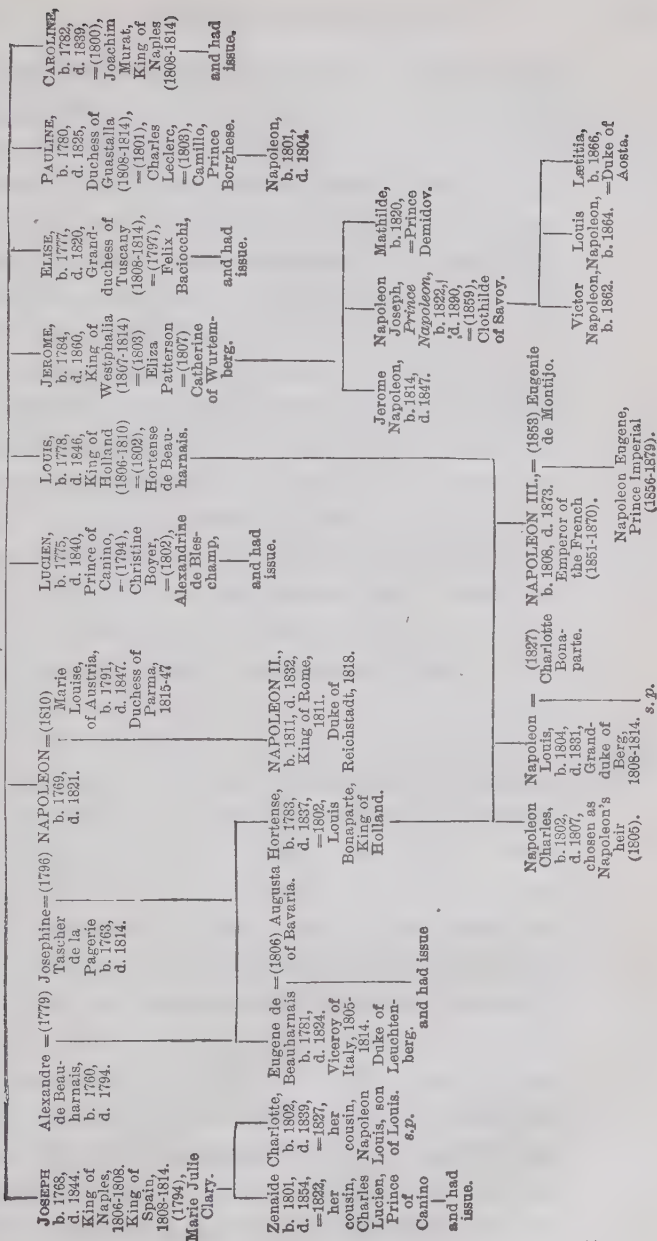 JOSEPH
b. 1768,
d. 1844.
King of
Naples,
1806-1808.
King of
Spain,
1808-1814.
(1794),
Marie Julie
Clary.
Zenaide
b. 1801,
d. 1854,
=1822,
her
cousin,
Charles
Lucien,
Prince
of
Canino
and had
issue.
Charlotte,
b. 1802,
d. 1839,
=1827,
her
cousin,
Napoleon
Louis, son
of Louis.
s.p.
Alexandre
de Beau-
harnais,
b. 1760,
d. 1794.
=(1779) Josephine=(1796)
Tascher
de la
Pagerie
b. 1763,
d. 1814.
NAPOLEON=(1810)
b. 1769,
d. 1821.
Marie
Louise,
of Austria,
b. 1791,
d. 1847.
Duchess of
Parma,
1815-47
Eugene de
Beauharnais
b. 1781,
d. 1824.
Viceroy of
Italy, 1805-
1814.
Duke of
Leuchten-
berg.
=(1806) Augusta
of Bavaria.
and had issue
Hortense,
b. 1783,
d. 1837,
=1802,
Louis
Bonaparte,
King of
Holland.
NAPOLEON II.,
b. 1811, d. 1832,
King of Rome,
1811.
Duke of
Reichstadt, 1818.
LUCIEN,
b. 1775,
d. 1840,
Prince of
Canino,
=(1794),
Christine
Boyer,
=(1802),
Alexandrine
de Bles-
champ,
and had
issue.
LOUIS,
b. 1778,
d. 1846,
King of
Holland
(1806-1810)
=(1802),
Hortense
de Beau-
harnais.
Napoleon
Charles,
b. 1802,
d. 1807,
chosen as
Napoleon's
heir
(1805).
Napoleon =
Louis,
b. 1804,
d. 1831,
Grand-
duke of
Berg,
1808-1814.
(1827)
Charlotte
Bona-
parte.
s.p.
NAPOLEON III.,=
b. 1808, d. 1873.
Emperor of
the French
(1851-1870).
(1853) Eugenie
de Montijo.
Napoleon Eugene,
Prince Imperial
(1856-1879).
JEROME,
b. 1784,
d. 1860,
King of
Westphalia
(1807-1814)
=(1803)
Eliza
Patterson
=(1807)
Catherine
of Wurtem-
berg.
Jerome
Napoleon,
b. 1814,
d. 1847.
Napoleon
Joseph,
Prince
Napoleon,
b. 1822,
d. 1890,
=(1859),
Clothilde
of Savoy.
Mathilde,
b. 1820,
=Prince
Demidov.
Victor
Napoleon,
b. 1862.
Louis
Napoleon,
b. 1864.
Lætitia,
b. 1866,
=Duke of
Aosta.
ELISE,
b. 1777,
d. 1820,
Grand-
duchess of
Tuscany
(1808-1814),
=(1797),
Felix
Baciocchi,
and had
issue.
PAULINE,
b. 1780,
d. 1825,
Duchess of
Guastalla
(1808-1814),
=(1801),
Charles
Leclerc,
=(1803),
Camillo,
Prince
Borghese.
Napoleon,
b. 1801,
d. 1804.
CAROLINE,
b. 1782,
d. 1839,
=(1800),
Joachim
Murat,
King of
Naples
(1808-1814)
and had
issue.